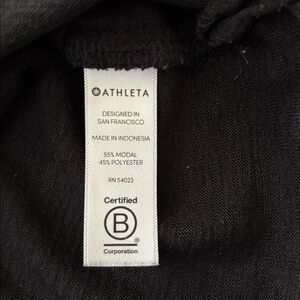 ATHLETA
DESIGNED IN
SAN FRANCISCO
MADE IN INDONESIA
55% MODAL
45% POLYESTER
RN 54023
Certified
B
®
Corporation